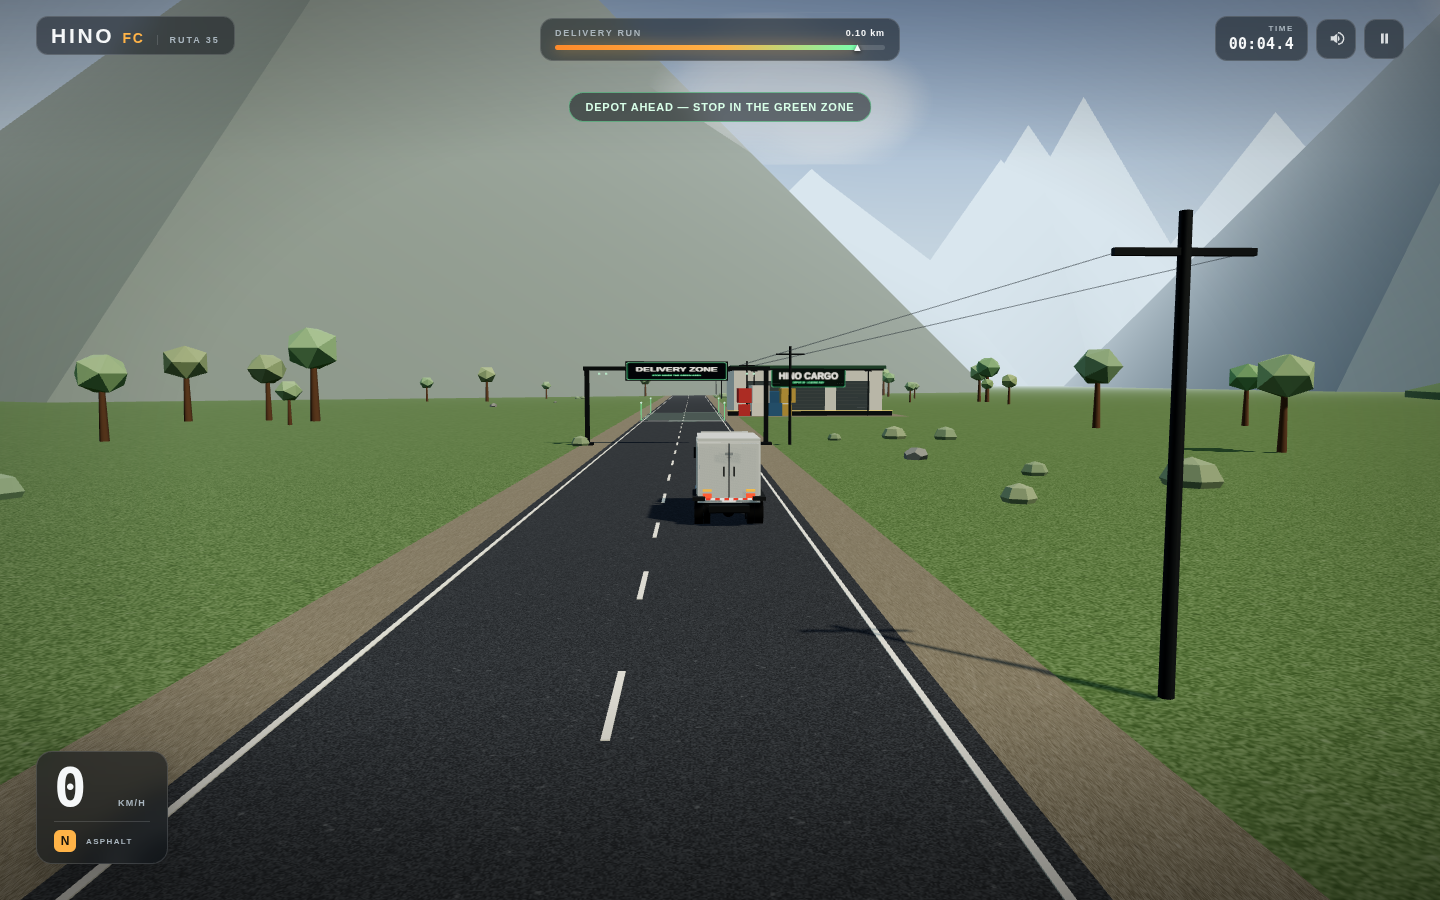 HINO FC | RUTA 35
DELIVERY RUN 0.10 km
TIME
00:04.4
DEPOT AHEAD — STOP IN THE GREEN ZONE
DELIVERY ZONE
HINO CARGO
0 KM/H
N ASPHALT